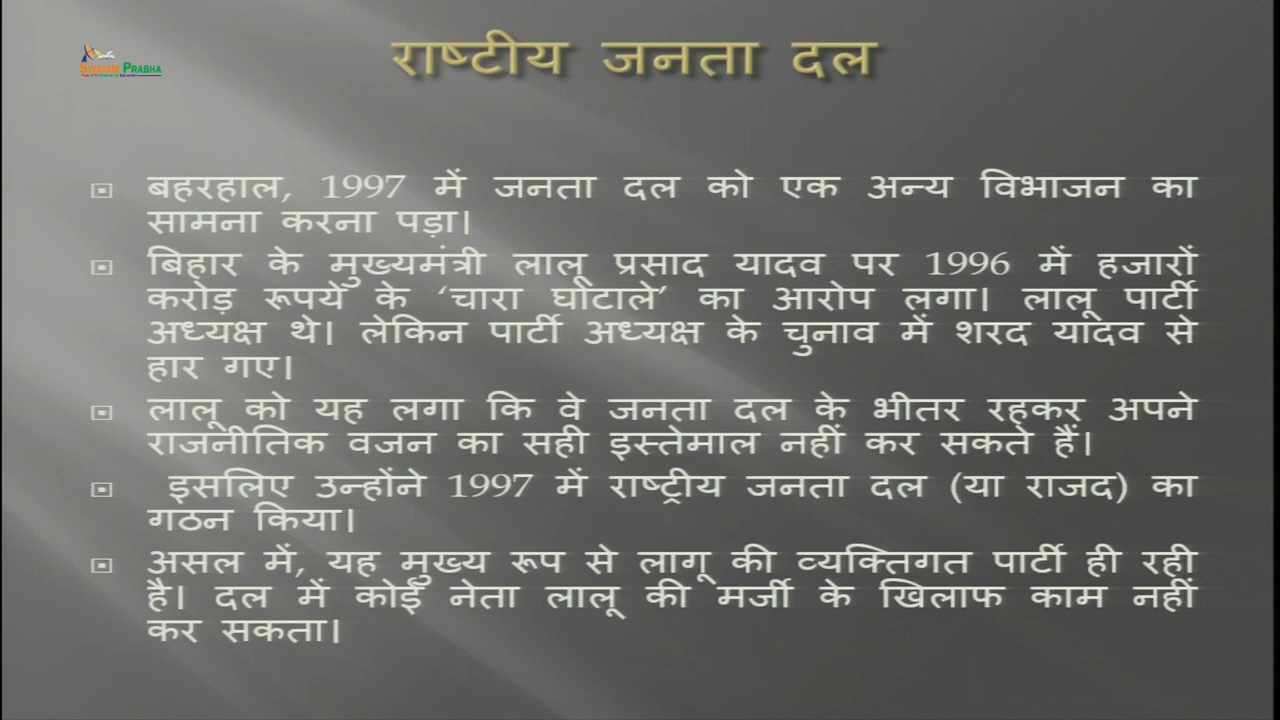 SWAYAM PRABHA
राष्टीय जनता दल
बहरहाल, 1997 में जनता दल को एक अन्य विभाजन का
सामना करना पड़ा।
बिहार के मुख्यमंत्री लालू प्रसाद यादव पर 1996 में हजारों
करोड़ रूपये के ‘चारा घोटाले’ का आरोप लगा। लालू पार्टी
अध्यक्ष थे। लेकिन पार्टी अध्यक्ष के चुनाव में शरद यादव से
हार गए।
लालू को यह लगा कि वे जनता दल के भीतर रहकर अपने
राजनीतिक वजन का सही इस्तेमाल नहीं कर सकते हैं।
इसलिए उन्होंने 1997 में राष्ट्रीय जनता दल (या राजद) का
गठन किया।
असल में, यह मुख्य रूप से लागू की व्यक्तिगत पार्टी ही रही
है। दल में कोई नेता लालू की मर्जी के खिलाफ काम नहीं
कर सकता।